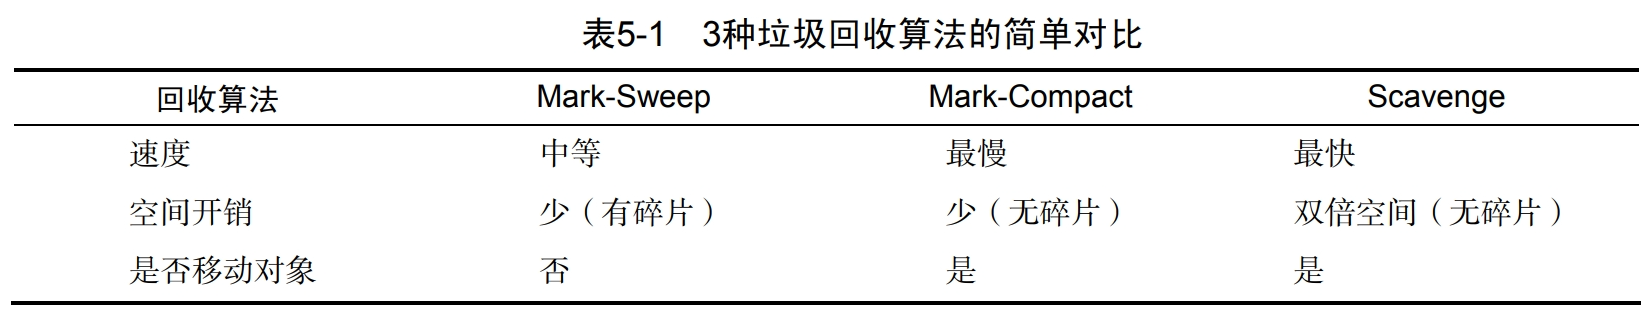 表5-1 3种垃圾回收算法的简单对比
回收算法 Mark-Sweep Mark-Compact Scavenge
速度 中等 最慢 最快
空间开销 少（有碎片） 少（无碎片） 双倍空间（无碎片）
是否移动对象 否 是 是